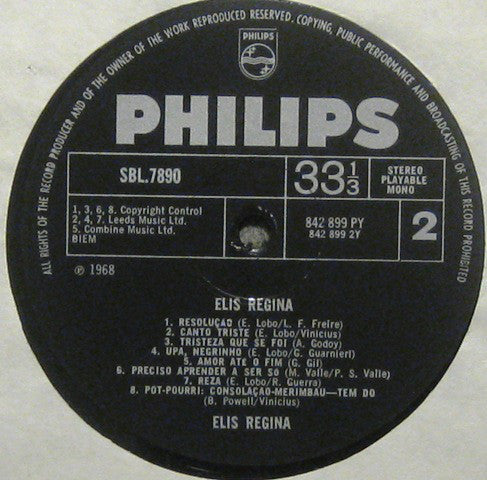 ALL RIGHTS OF THE RECORD PRODUCER AND OF THE OWNER OF THE WORK REPRODUCED RESERVED. COPYING, PUBLIC PERFORMANCE AND BROADCASTING OF THIS RECORD PROHIBITED
PHILIPS
PHILIPS
SBL.7890
33 1/3
STEREO
PLAYABLE
MONO
1, 3, 6, 8. Copyright Control
2, 4, 7. Leeds Music Ltd.
5. Combine Music Ltd.
BIEM
842 899 PY
842 899 2Y
2
℗ 1968
ELIS REGINA
1. RESOLUÇAO (E. Lobo/L. F. Freire)
2. CANTO TRISTE (E. Lobo/Vinicius)
3. TRISTEZA QUE SE FOI (A. Godoy)
4. UPA, NEGRINHO (E. Lobo/G. Guarnieri)
5. AMOR ATE O FIM (G. Gil)
6. PRECISO APRENDER A SER SO (M. Valle/P. S. Valle)
7. REZA (E. Lobo/R. Guerra)
8. POT-POURRI: CONSOLAÇAO-MERIMBAU—TEM DO
(B. Powell/Vinicius)
ELIS REGINA